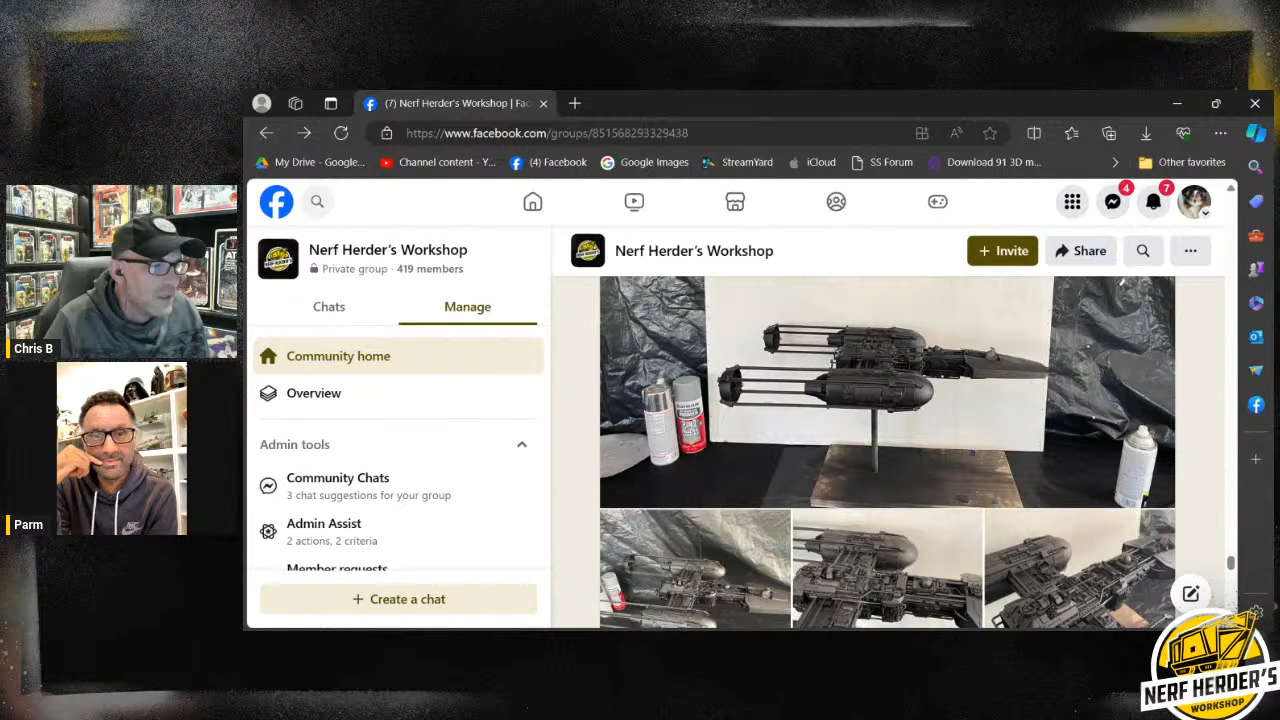 (7) Nerf Herder's Workshop | Fac
https://www.facebook.com/groups/851568293329438
My Drive - Google...
Channel content - Y...
(4) Facebook
Google Images
StreamYard
iCloud
SS Forum
Download 91 3D m...
Other favorites
4
7
Nerf Herder's Workshop
Private group · 419 members
Chats
Manage
Community home
Overview
Admin tools
Community Chats
3 chat suggestions for your group
Admin Assist
2 actions, 2 criteria
Member requests
+ Create a chat
Nerf Herder's Workshop
+ Invite
Share
Chris B
Parm
NERF HERDER'S
WORKSHOP